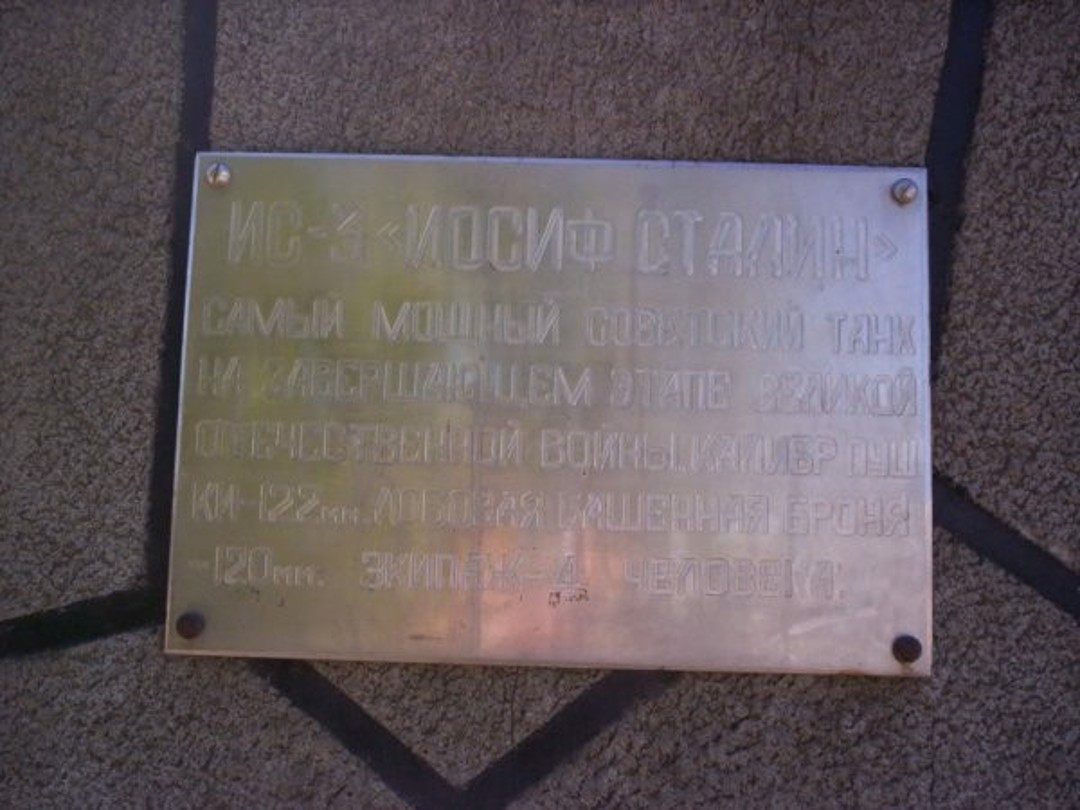 ИС-3 «ИОСИФ СТАЛИН»
САМЫЙ МОЩНЫЙ СОВЕТСКИЙ ТАНК
НА ЗАВЕРШАЮЩЕМ ЭТАПЕ ВЕЛИКОЙ
ОТЕЧЕСТВЕННОЙ ВОЙНЫ. КАЛИБР ПУШ
КИ-122мм. ЛОБОВАЯ БАШЕННАЯ БРОНЯ
-120мм. ЭКИПАЖ-4 ЧЕЛОВЕКА.